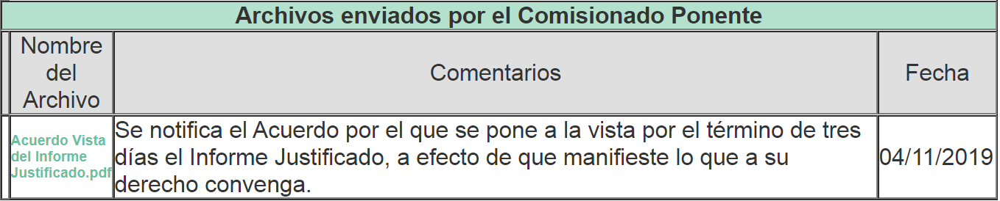 Archivos enviados por el Comisionado Ponente
Nombre
del
Archivo
Comentarios
Fecha
Acuerdo Vista
del Informe
Justificado.pdf
Se notifica el Acuerdo por el que se pone a la vista por el término de tres
días el Informe Justificado, a efecto de que manifieste lo que a su
derecho convenga.
04/11/2019